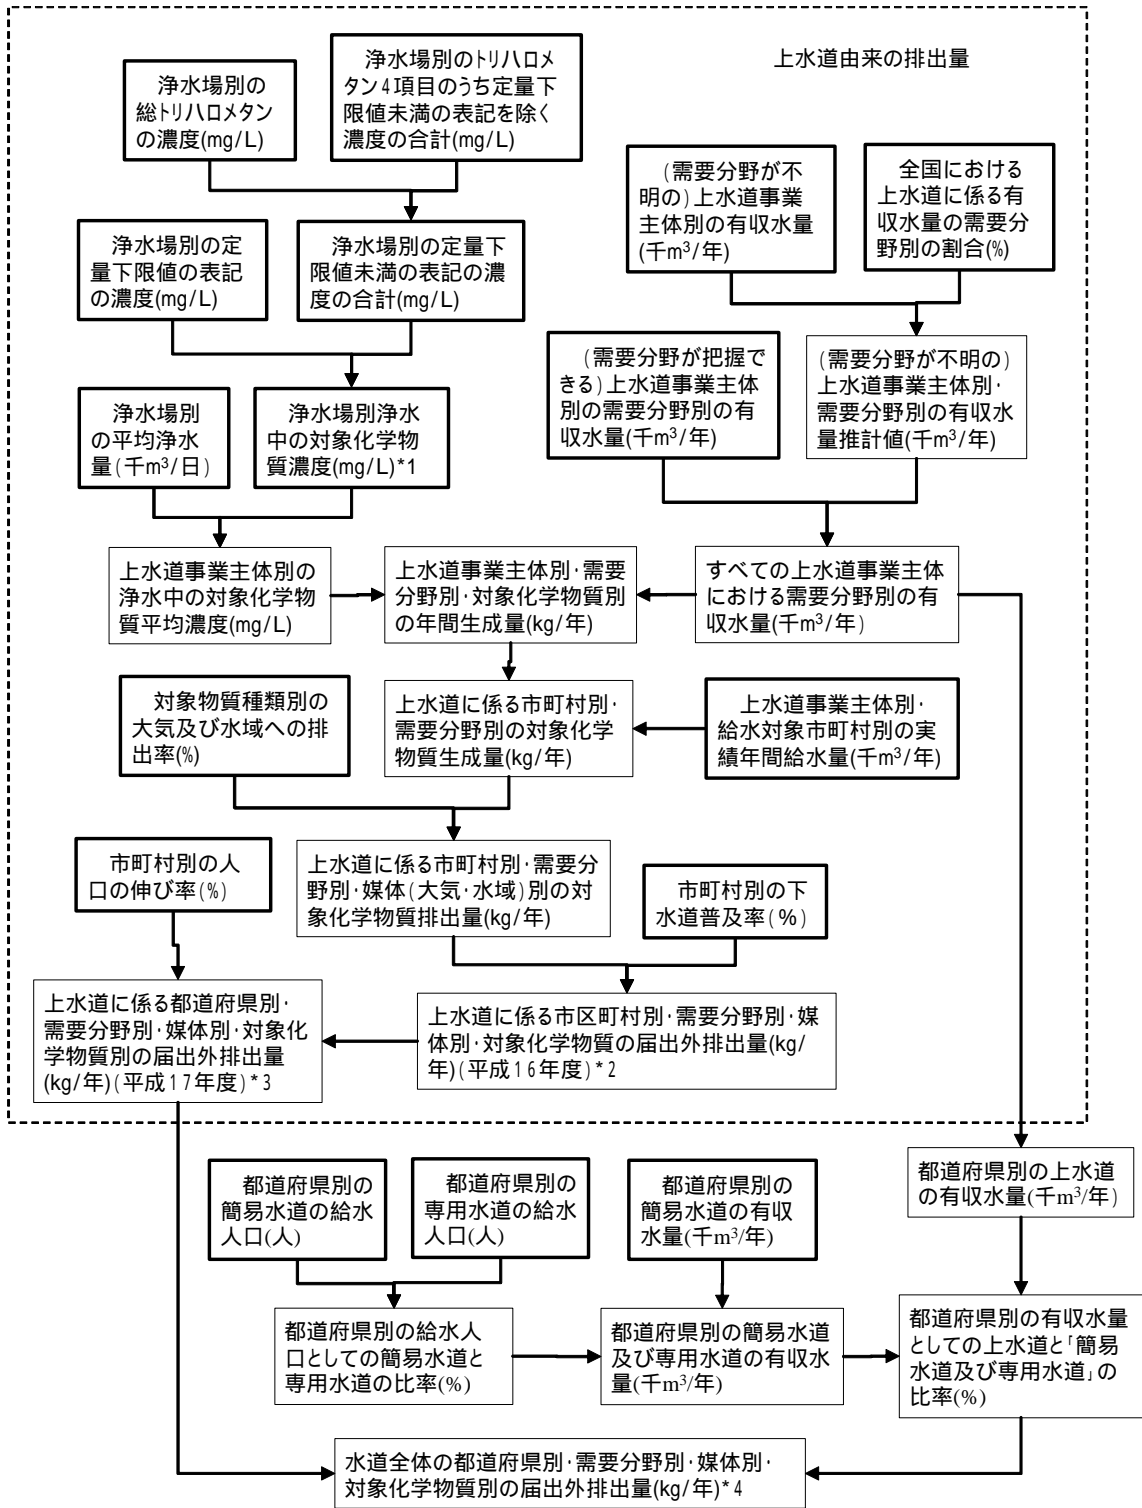 上水道由来の排出量
浄水場別の
総トリハロメタン
の濃度(mg/L)
浄水場別のトリハロメ
タン4項目のうち定量下
限値未満の表記を除く
濃度の合計(mg/L)
(需要分野が不
明の)上水道事業
主体別の有収水量
(千m³/年)
全国における
上水道に係る有
収水量の需要分
野別の割合(%)
浄水場別の定
量下限値の表記
の濃度(mg/L)
浄水場別の定量下
限値未満の表記の濃
度の合計(mg/L)
(需要分野が把握で
きる)上水道事業主体
別の需要分野別の有
収水量(千m³/年)
(需要分野が不明の)
上水道事業主体別・
需要分野別の有収水
量推計値(千m³/年)
浄水場別
の平均浄水
量(千m³/日)
浄水場別浄水
中の対象化学物
質濃度(mg/L)*1
上水道事業主体別の
浄水中の対象化学物
質平均濃度(mg/L)
上水道事業主体別・需要
分野別・対象化学物質別
の年間生成量(kg/年)
すべての上水道事業主体
における需要分野別の有
収水量(千m³/年)
対象物質種類別の
大気及び水域への排
出率(%)
上水道に係る市町村別・
需要分野別の対象化学
物質生成量(kg/年)
上水道事業主体別・
給水対象市町村別の実
績年間給水量(千m³/年)
市町村別の人
口の伸び率(%)
上水道に係る市町村別・需要分
野別・媒体(大気・水域)別の対
象化学物質排出量(kg/年)
市町村別の下
水道普及率(%)
上水道に係る都道府県別・
需要分野別・媒体別・対象化
学物質別の届出外排出量
(kg/年)(平成17年度)*3
上水道に係る市区町村別・需要分野別・媒
体別・対象化学物質の届出外排出量(kg/
年)(平成16年度)*2
都道府県別の
簡易水道の給水
人口(人)
都道府県別の
専用水道の給水
人口(人)
都道府県別の
簡易水道の有収
水量(千m³/年)
都道府県別の上水道
の有収水量(千m³/年)
都道府県別の給水人
口としての簡易水道と
専用水道の比率(%)
都道府県別の簡易水道
及び専用水道の有収水
量(千m³/年)
都道府県別の有収水量
としての上水道と「簡易
水道及び専用水道」の
比率(%)
水道全体の都道府県別・需要分野別・媒体別・
対象化学物質別の届出外排出量(kg/年)*4